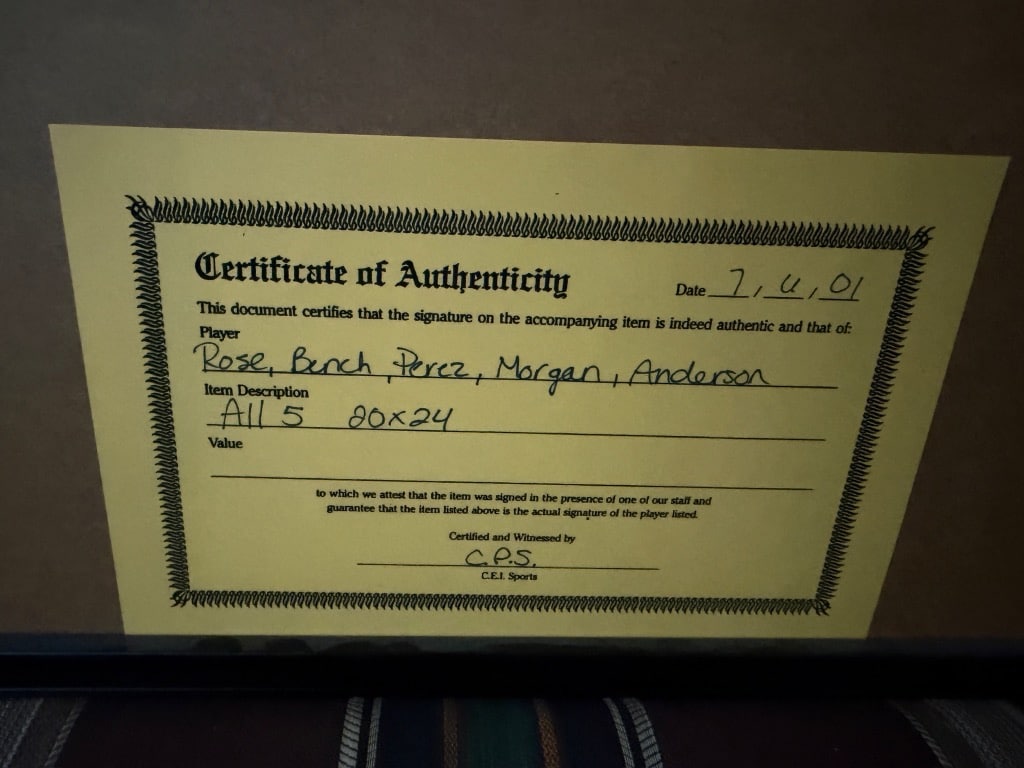 Certificate of Authenticity
Date 7, 6, 01
This document certifies that the signature on the accompanying item is indeed authentic and that of:
Player
Rose, Bench, Perez, Morgan, Anderson
Item Description
All 5 20x24
Value
to which we attest that the item was signed in the presence of one of our staff and
guarantee that the item listed above is the actual signature of the player listed.
Certified and Witnessed by
C.P.S.
C.E.I. Sports